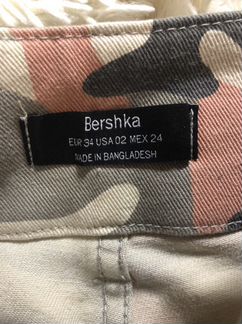 Bershka
EUR 34 USA 02 MEX 24
MADE IN BANGLADESH